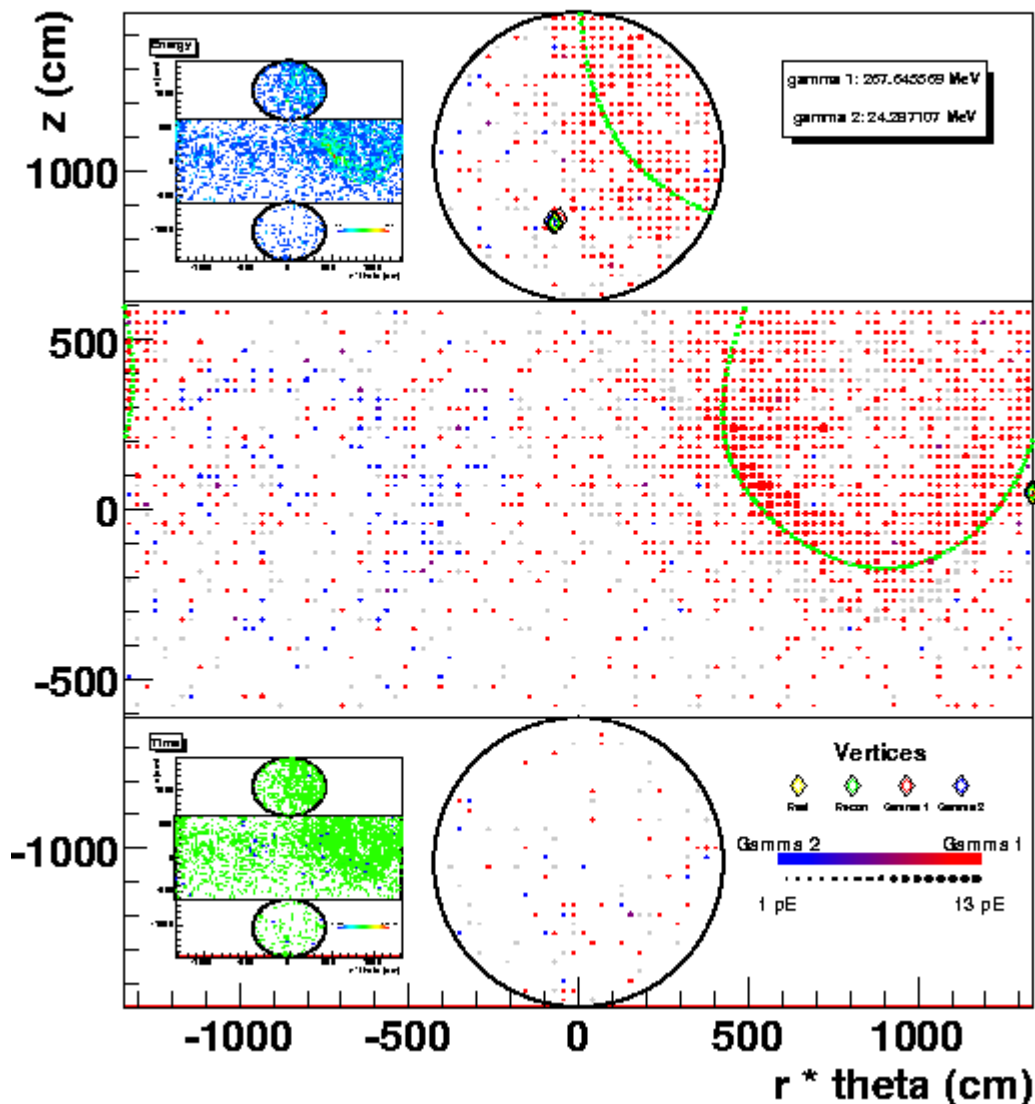 z (cm)
Energy
gamma 1: 267.645569 MeV
gamma 2: 24.287107 MeV
1000
500
0
-500
-1000
Time
Vertices
Real
Recon
Gamma 1
Gamma 2
Gamma 2
Gamma 1
1 pE
13 pE
-1000
-500
0
500
1000
r * theta (cm)